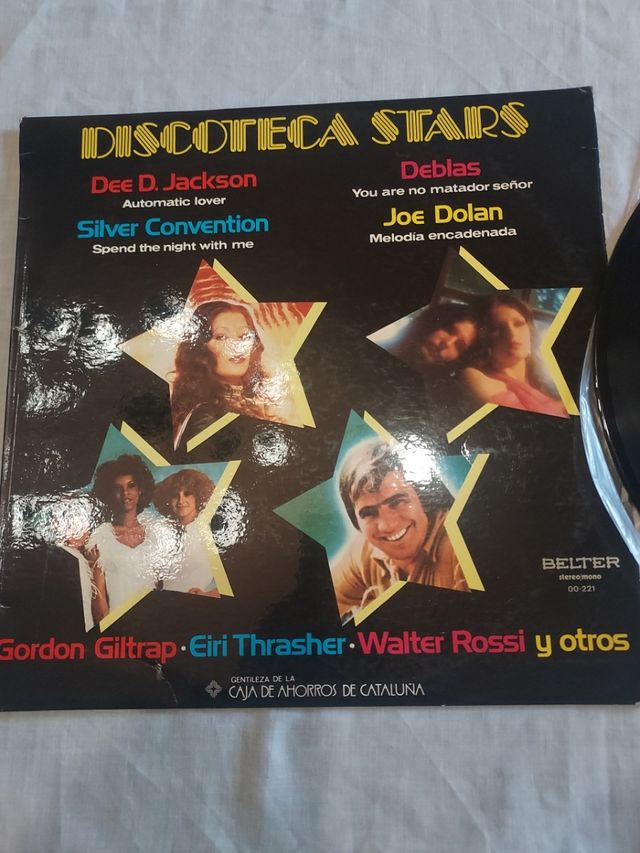 DISCOTECA STARS
Dee D. Jackson
Automatic lover
Silver Convention
Spend the night with me
Deblas
You are no matador señor
Joe Dolan
Melodía encadenada
BELTER
stereo/mono
00-221
Gordon Giltrap · Eiri Thrasher · Walter Rossi y otros
GENTILEZA DE LA
CAJA DE AHORROS DE CATALUÑA